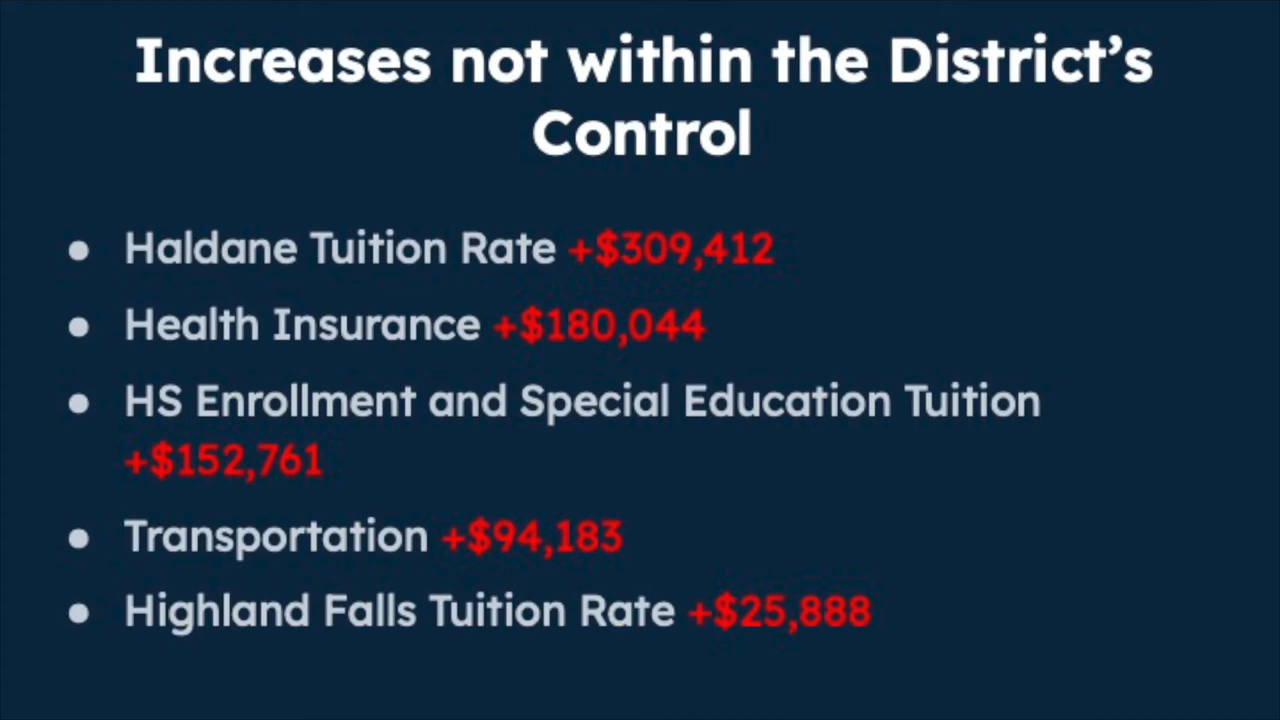 Increases not within the District’s
Control
● Haldane Tuition Rate +$309,412
● Health Insurance +$180,044
● HS Enrollment and Special Education Tuition
+$152,761
● Transportation +$94,183
● Highland Falls Tuition Rate +$25,888